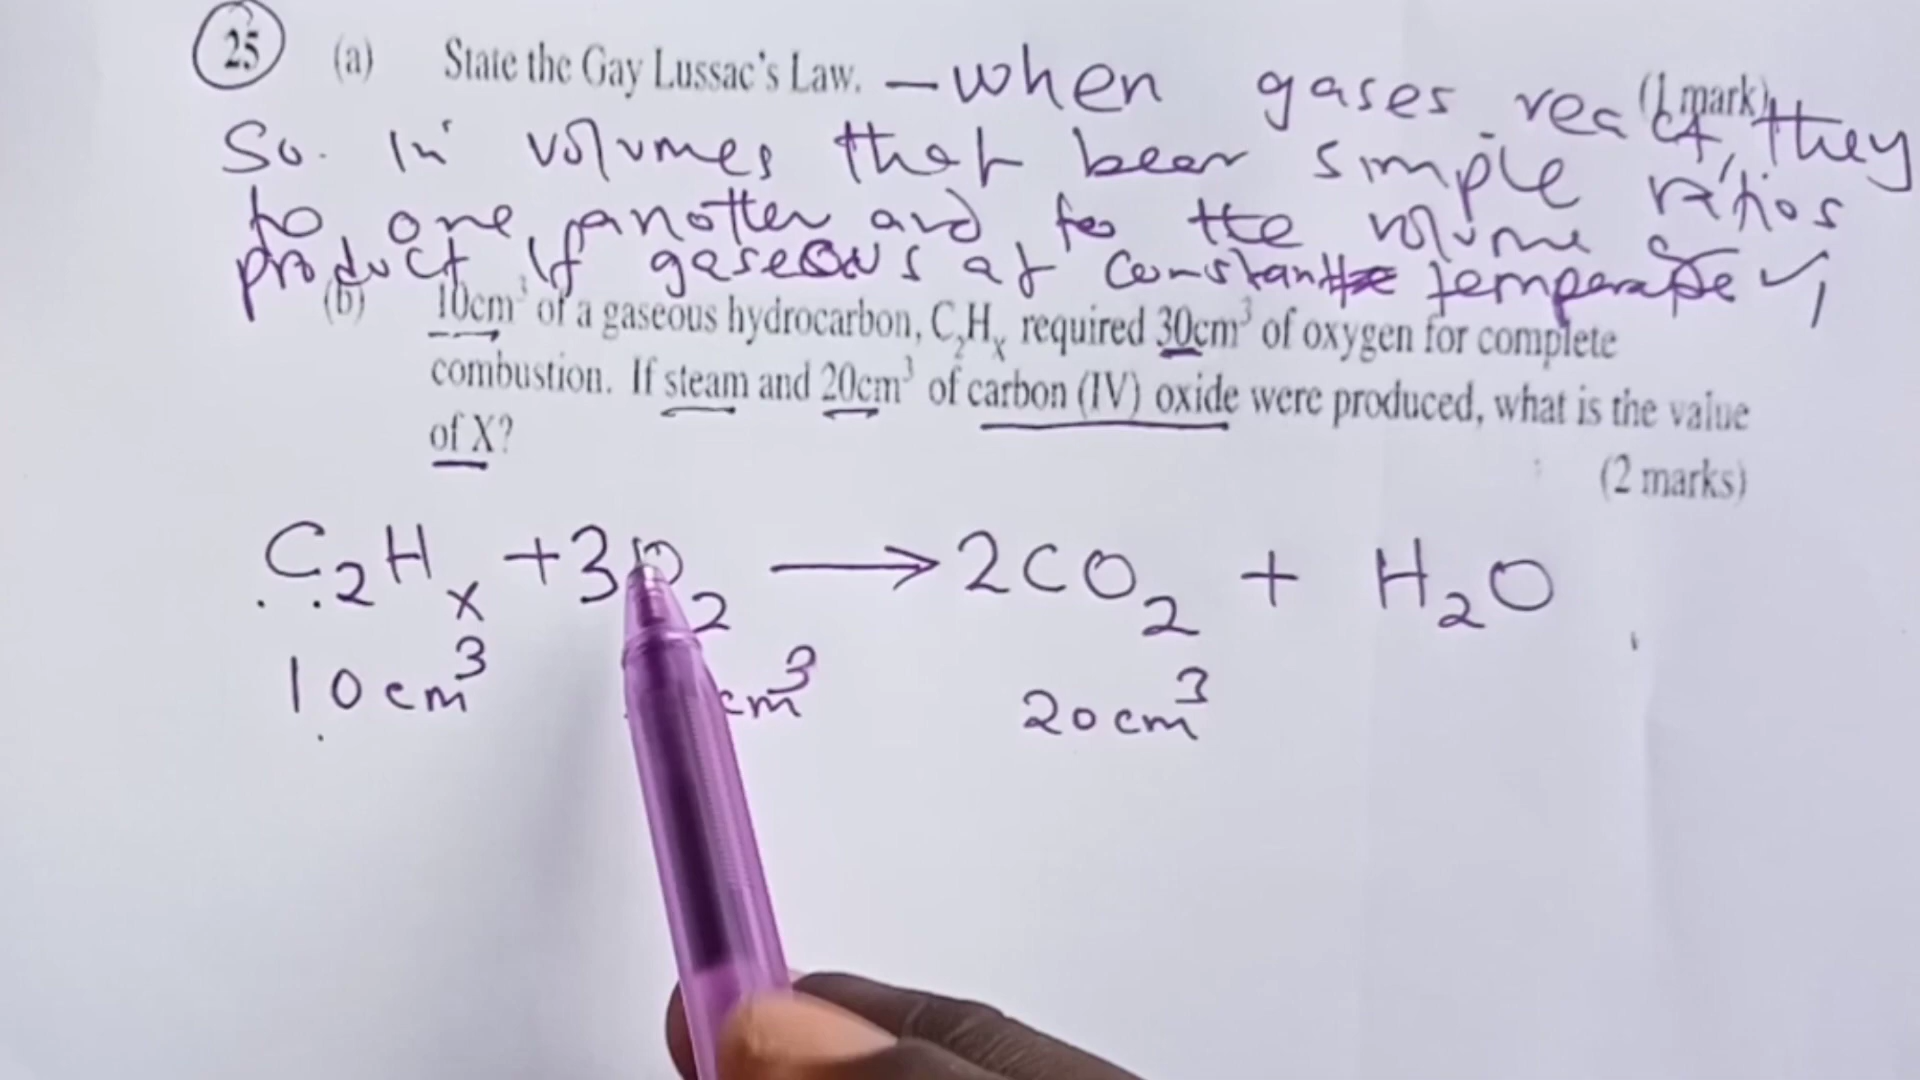 25 (a) State the Gay Lussac's Law. – when gases react, they (1 mark)
So in volumes that bear simple ratios
to one another and to the volume of
product if gaseous at constant temperature
(b) 10cm³ of a gaseous hydrocarbon, C₂Hₓ required 30cm³ of oxygen for complete
combustion. If steam and 20cm³ of carbon (IV) oxide were produced, what is the value
of X?
(2 marks)
C₂Hₓ + 3O₂ → 2CO₂ + H₂O
10cm³ cm³ 20cm³